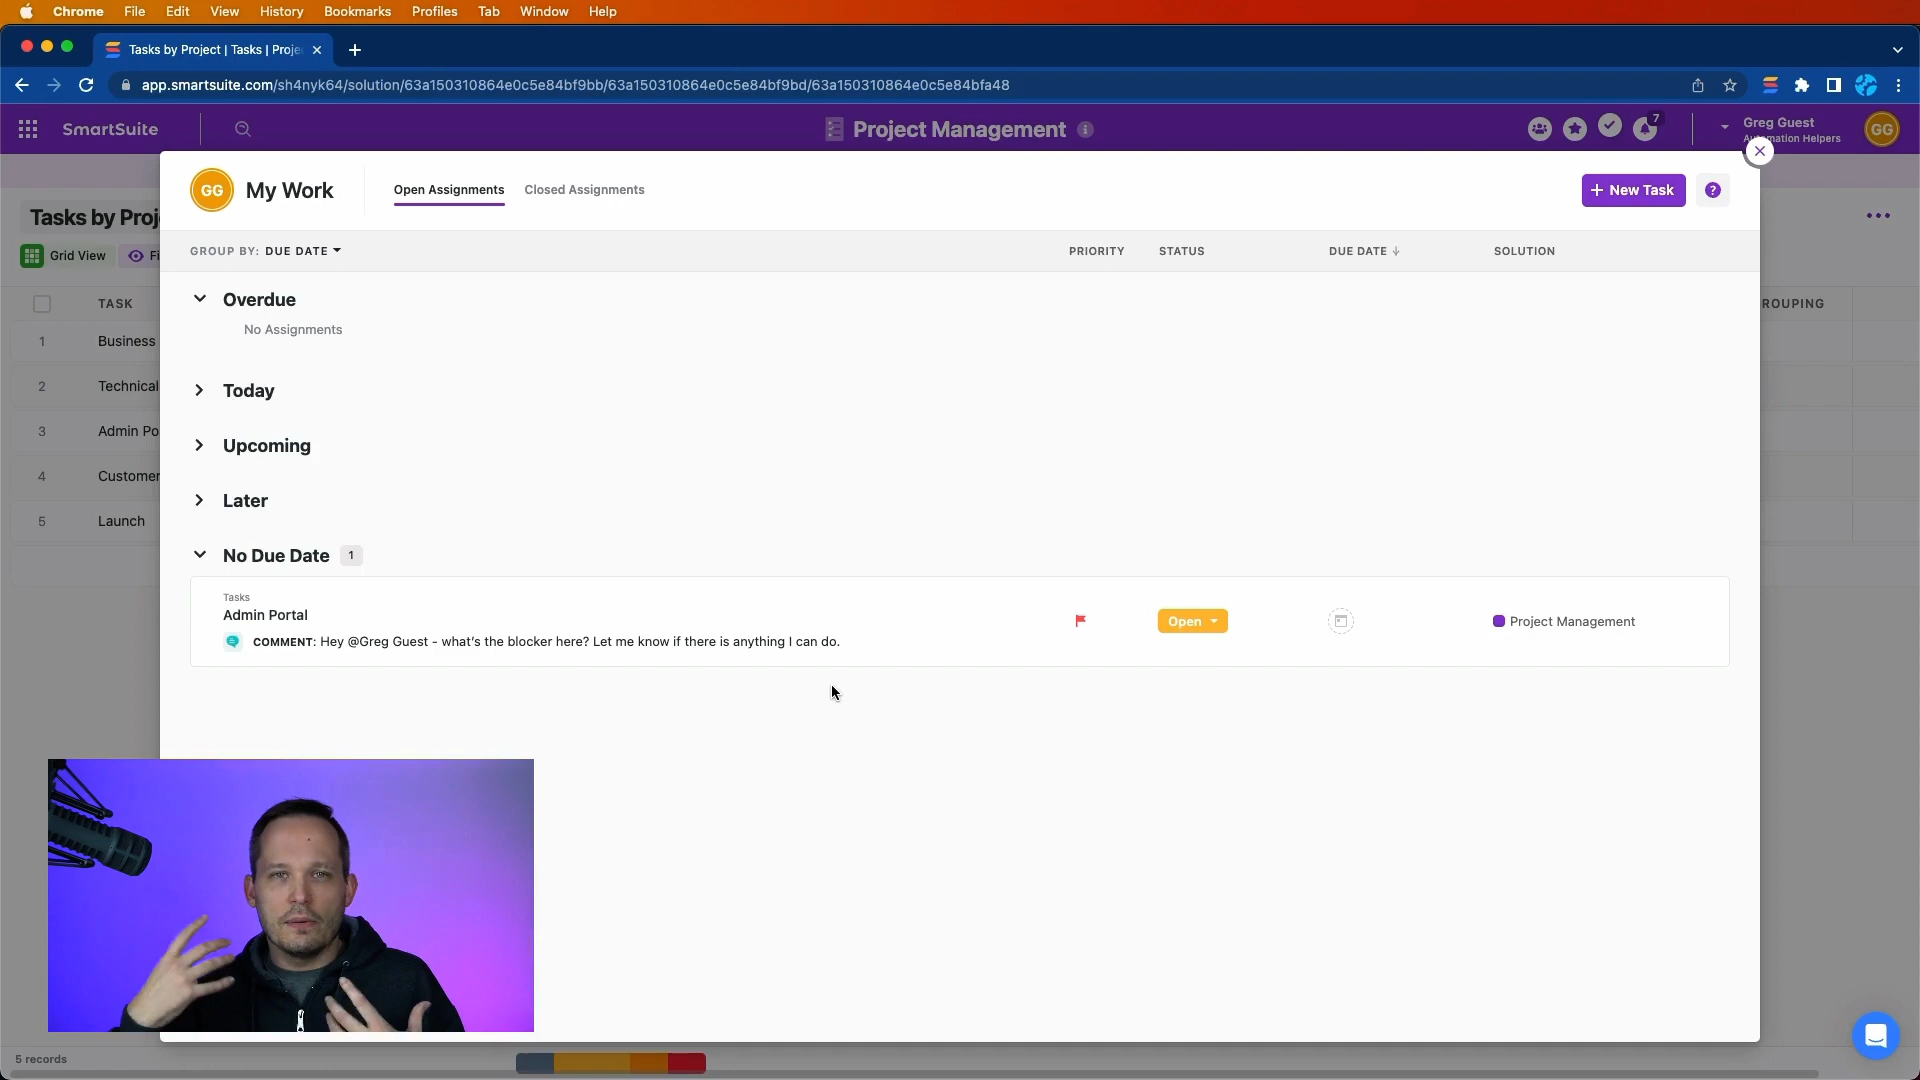 Chrome File Edit View History Bookmarks Profiles Tab Window Help
Tasks by Project | Tasks | Proje
app.smartsuite.com/sh4nyk64/solution/63a150310864e0c5e84bf9bb/63a150310864e0c5e84bf9bd/63a150310864e0c5e84bfa48
SmartSuite
Project Management
7
Greg Guest
Automation Helpers
GG
GG
My Work
Open Assignments
Closed Assignments
+ New Task
?
Tasks by Proj
Grid View
Fi
GROUP BY: DUE DATE
PRIORITY
STATUS
DUE DATE
SOLUTION
TASK
ROUPING
Overdue
No Assignments
1 Business
2 Technical
3 Admin Po
4 Customer
5 Launch
Today
Upcoming
Later
No Due Date 1
Tasks
Admin Portal
COMMENT: Hey @Greg Guest - what's the blocker here? Let me know if there is anything I can do.
Open
Project Management
5 records